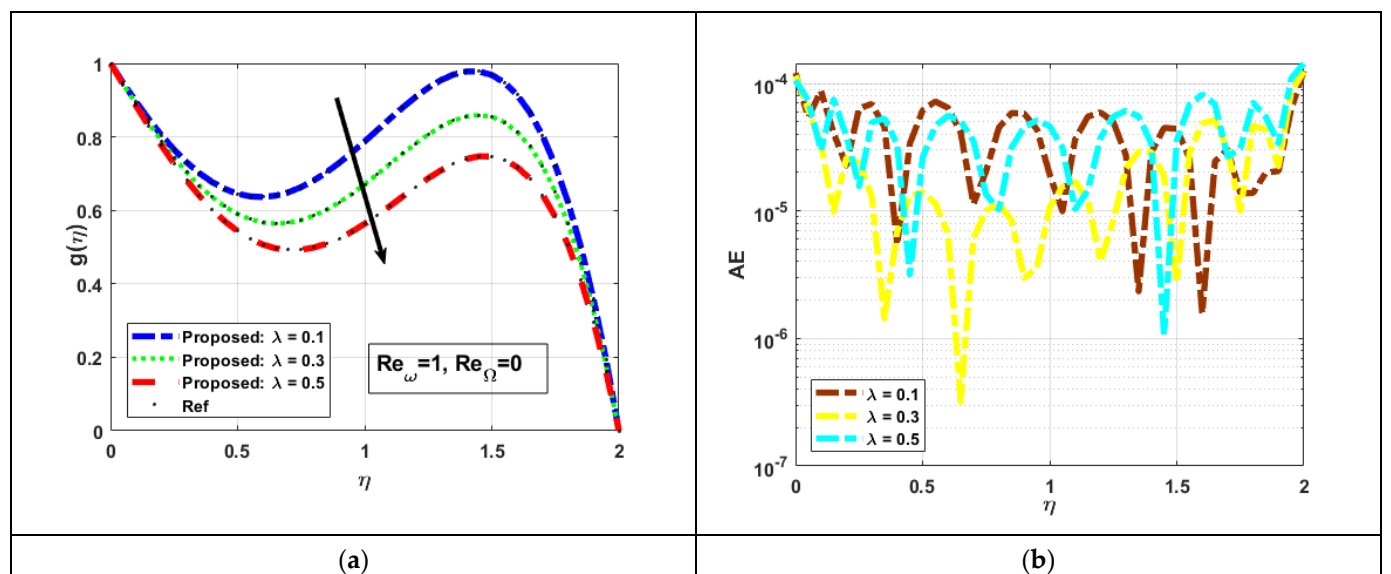 1
0.8
0.6
0.4
0.2
0
g(η)
0 0.5 1 1.5 2
η
Proposed: λ = 0.1
Proposed: λ = 0.3
Proposed: λ = 0.5
Ref
Re_ω=1, Re_Ω=0
(a)
10^-4
10^-5
10^-6
10^-7
AE
0 0.5 1 1.5 2
η
λ = 0.1
λ = 0.3
λ = 0.5
(b)